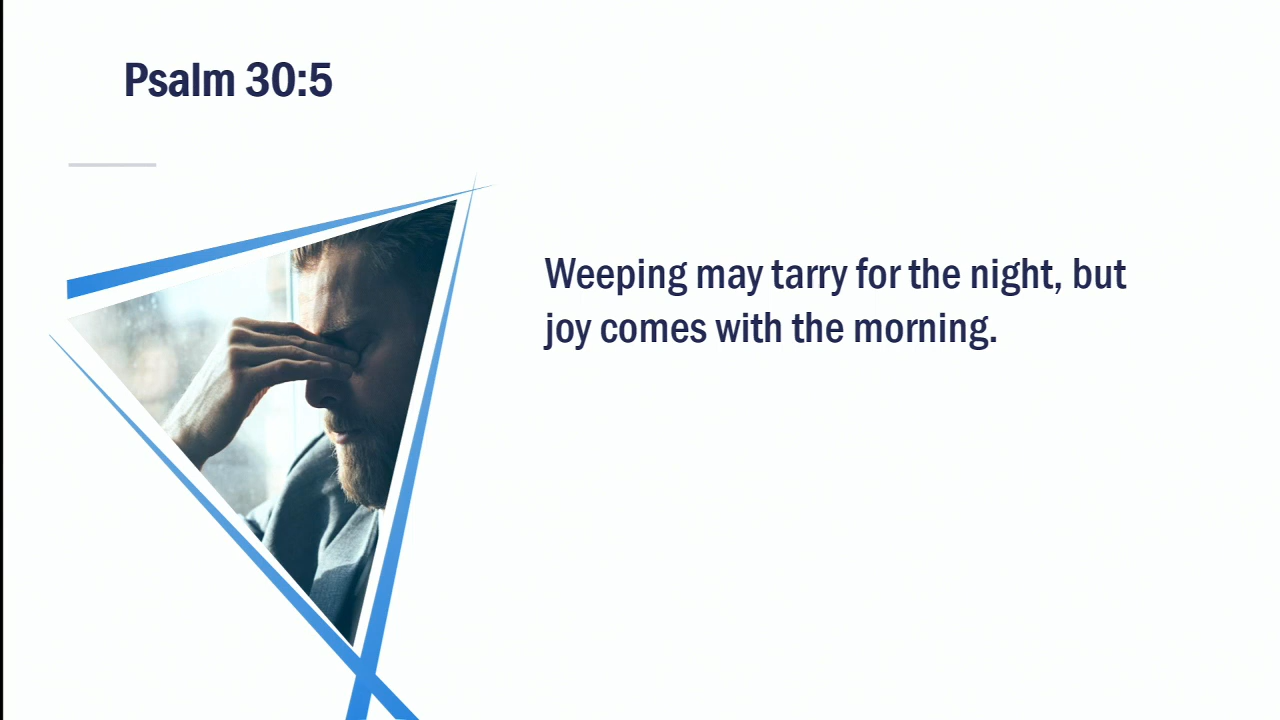 Psalm 30:5
Weeping may tarry for the night, but
joy comes with the morning.